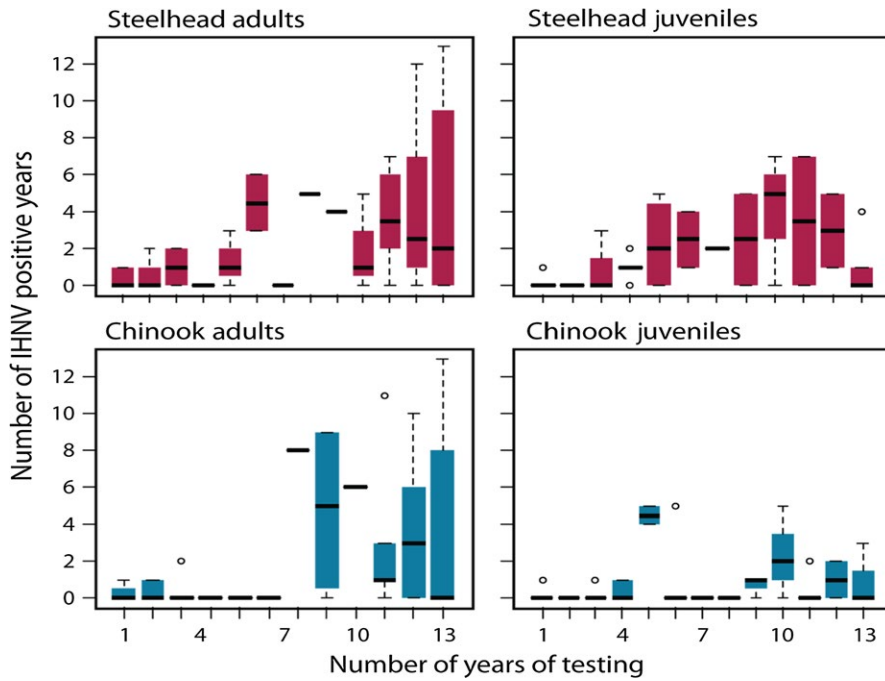 Steelhead adults
Steelhead juveniles
12
10
8
6
4
2
0
Chinook adults
Chinook juveniles
12
10
8
6
4
2
0
1 4 7 10 13
1 4 7 10 13
Number of years of testing
Number of IHNV positive years